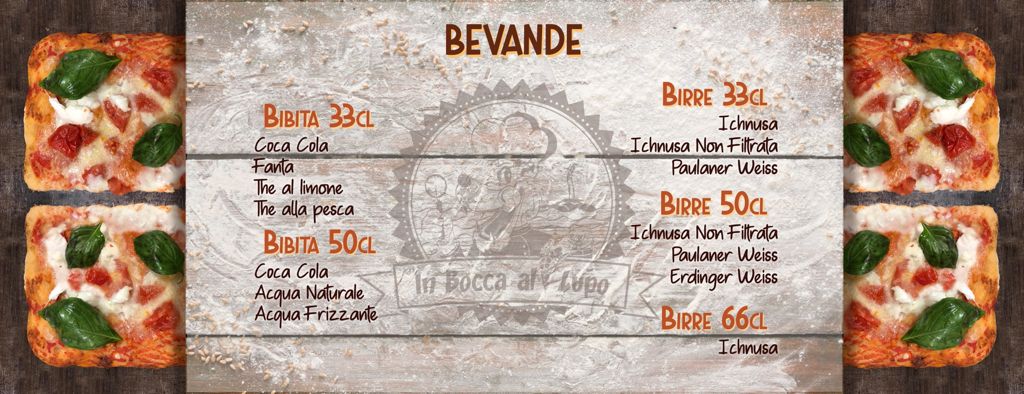 BEVANDE
BIBITA 33CL
Coca Cola
Fanta
The al limone
The alla pesca
BIBITA 50CL
Coca Cola
Acqua Naturale
Acqua Frizzante
BIRRE 33CL
Ichnusa
Ichnusa Non Filtrata
Paulaner Weiss
BIRRE 50CL
Ichnusa Non Filtrata
Paulaner Weiss
Erdinger Weiss
BIRRE 66CL
Ichnusa
In Bocca al Lupo